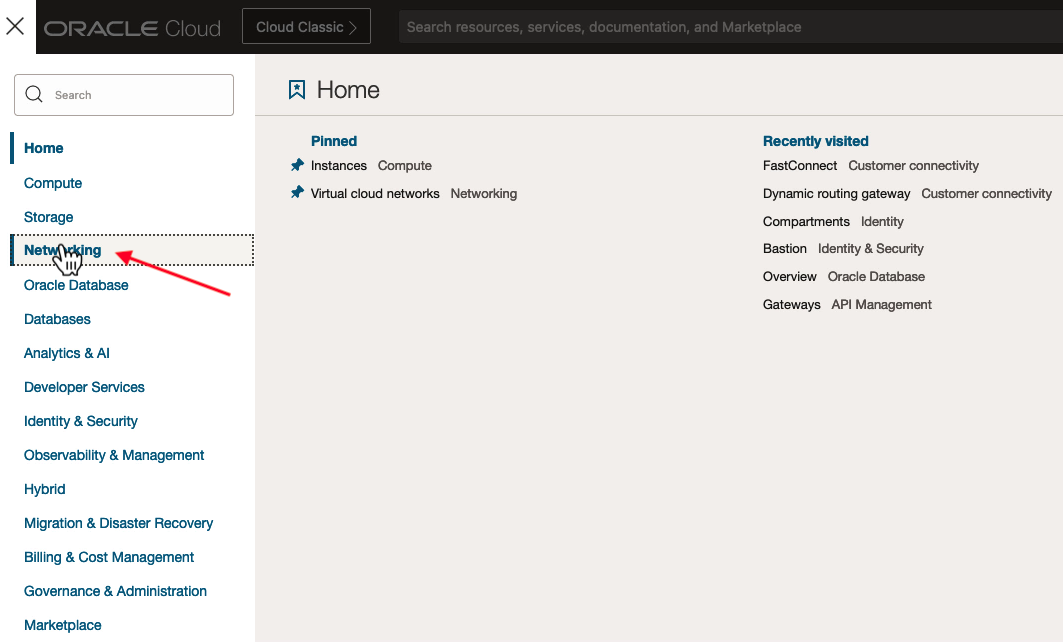 ORACLE Cloud
Cloud Classic
Search resources, services, documentation, and Marketplace
Search
Home
Compute
Storage
Networking
Oracle Database
Databases
Analytics & AI
Developer Services
Identity & Security
Observability & Management
Hybrid
Migration & Disaster Recovery
Billing & Cost Management
Governance & Administration
Marketplace
Home
Pinned
Instances Compute
Virtual cloud networks Networking
Recently visited
FastConnect Customer connectivity
Dynamic routing gateway Customer connectivity
Compartments Identity
Bastion Identity & Security
Overview Oracle Database
Gateways API Management